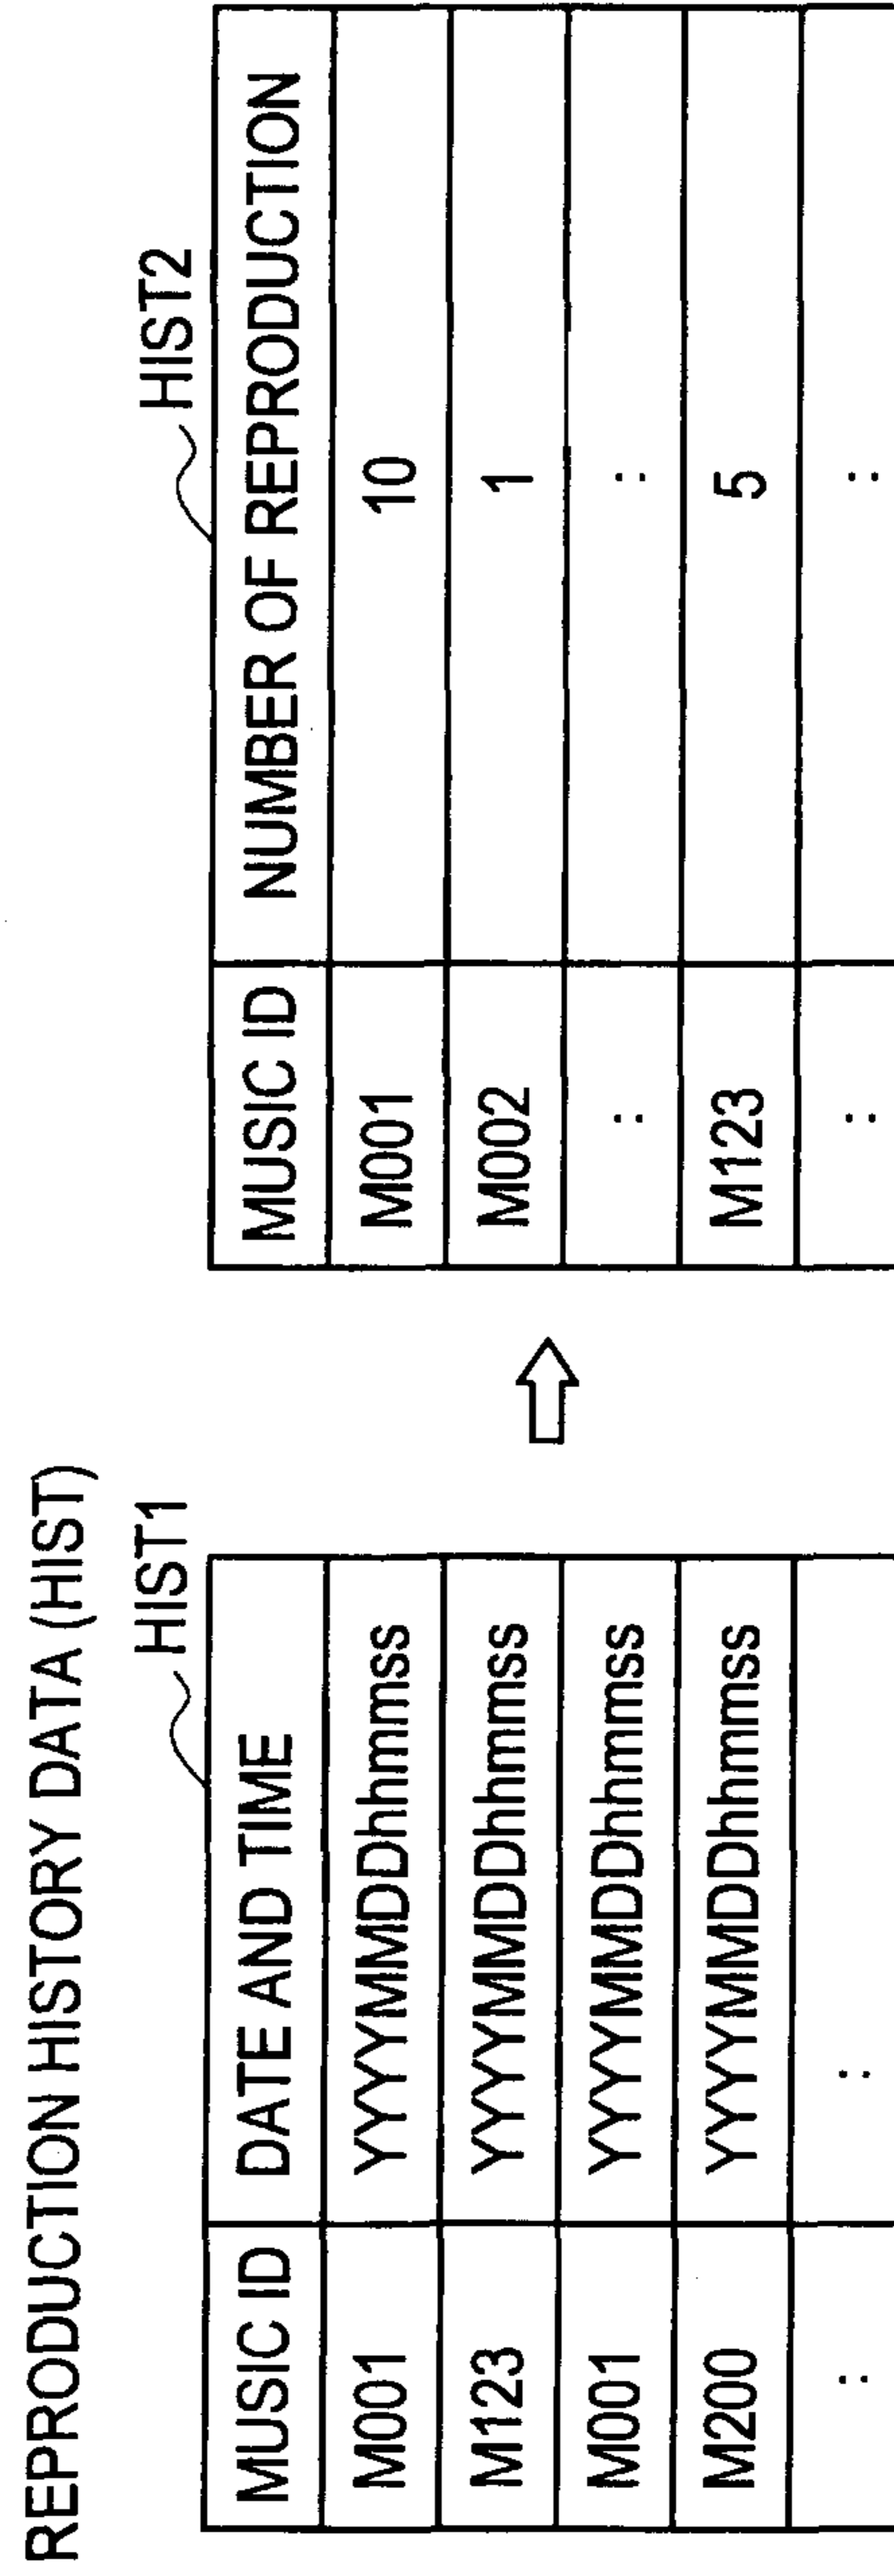 REPRODUCTION HISTORY DATA (HIST)
HIST1
MUSIC ID DATE AND TIME
M001 YYYYMMDDhhmmss
M123 YYYYMMDDhhmmss
M001 YYYYMMDDhhmmss
M200 YYYYMMDDhhmmss
: :
HIST2
MUSIC ID NUMBER OF REPRODUCTION
M001 10
M002 1
: :
M123 5
: :